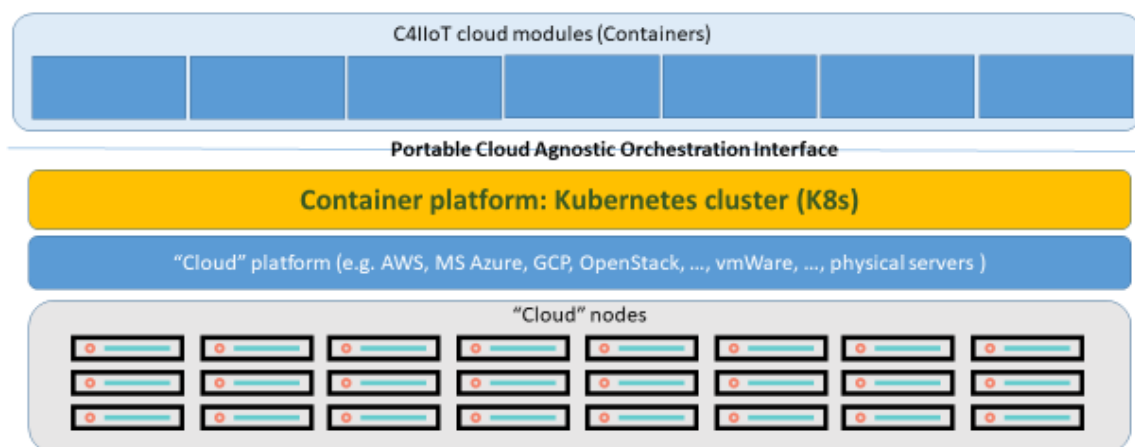 C4IIoT cloud modules (Containers)
Portable Cloud Agnostic Orchestration Interface
Container platform: Kubernetes cluster (K8s)
“Cloud” platform (e.g. AWS, MS Azure, GCP, OpenStack, …, vmWare, …, physical servers )
“Cloud” nodes